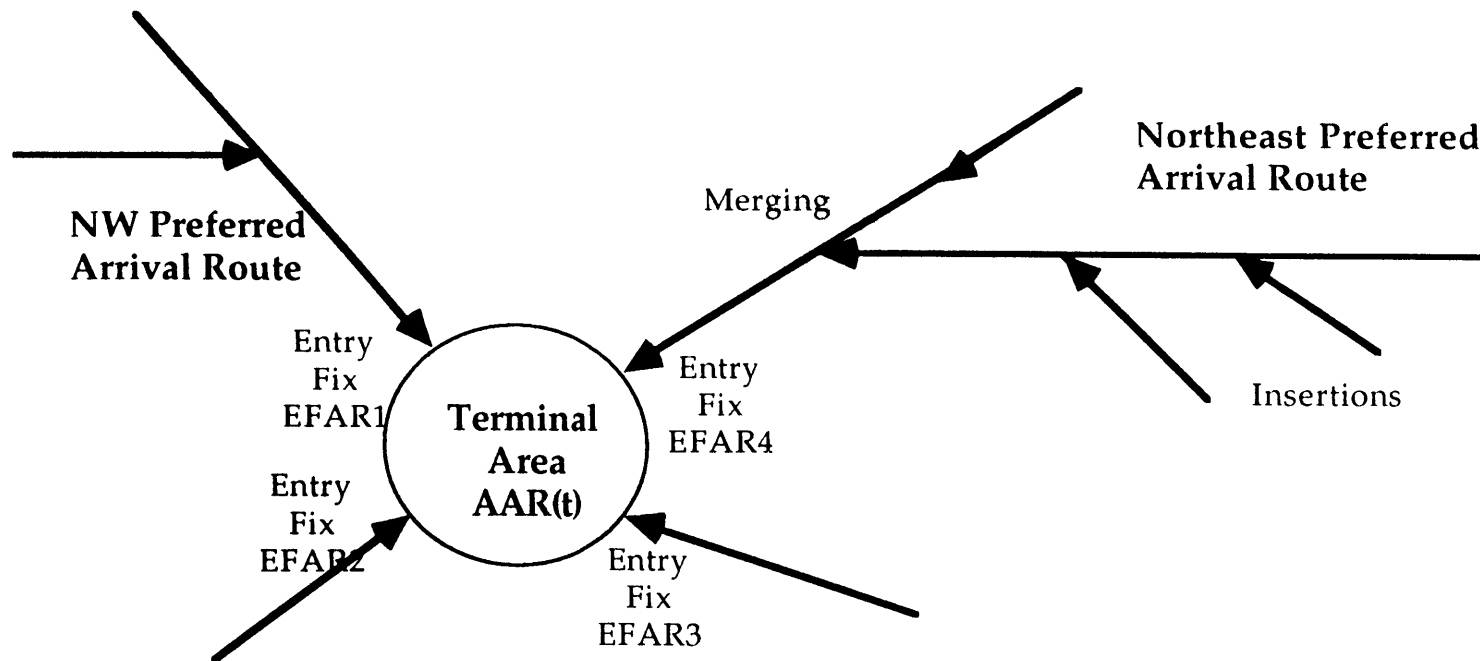 Northeast Preferred
Arrival Route
Merging
NW Preferred
Arrival Route
Entry
Fix
EFAR1
Entry
Fix
EFAR4
Insertions
Terminal
Area
AAR(t)
Entry
Fix
EFAR2
Entry
Fix
EFAR3